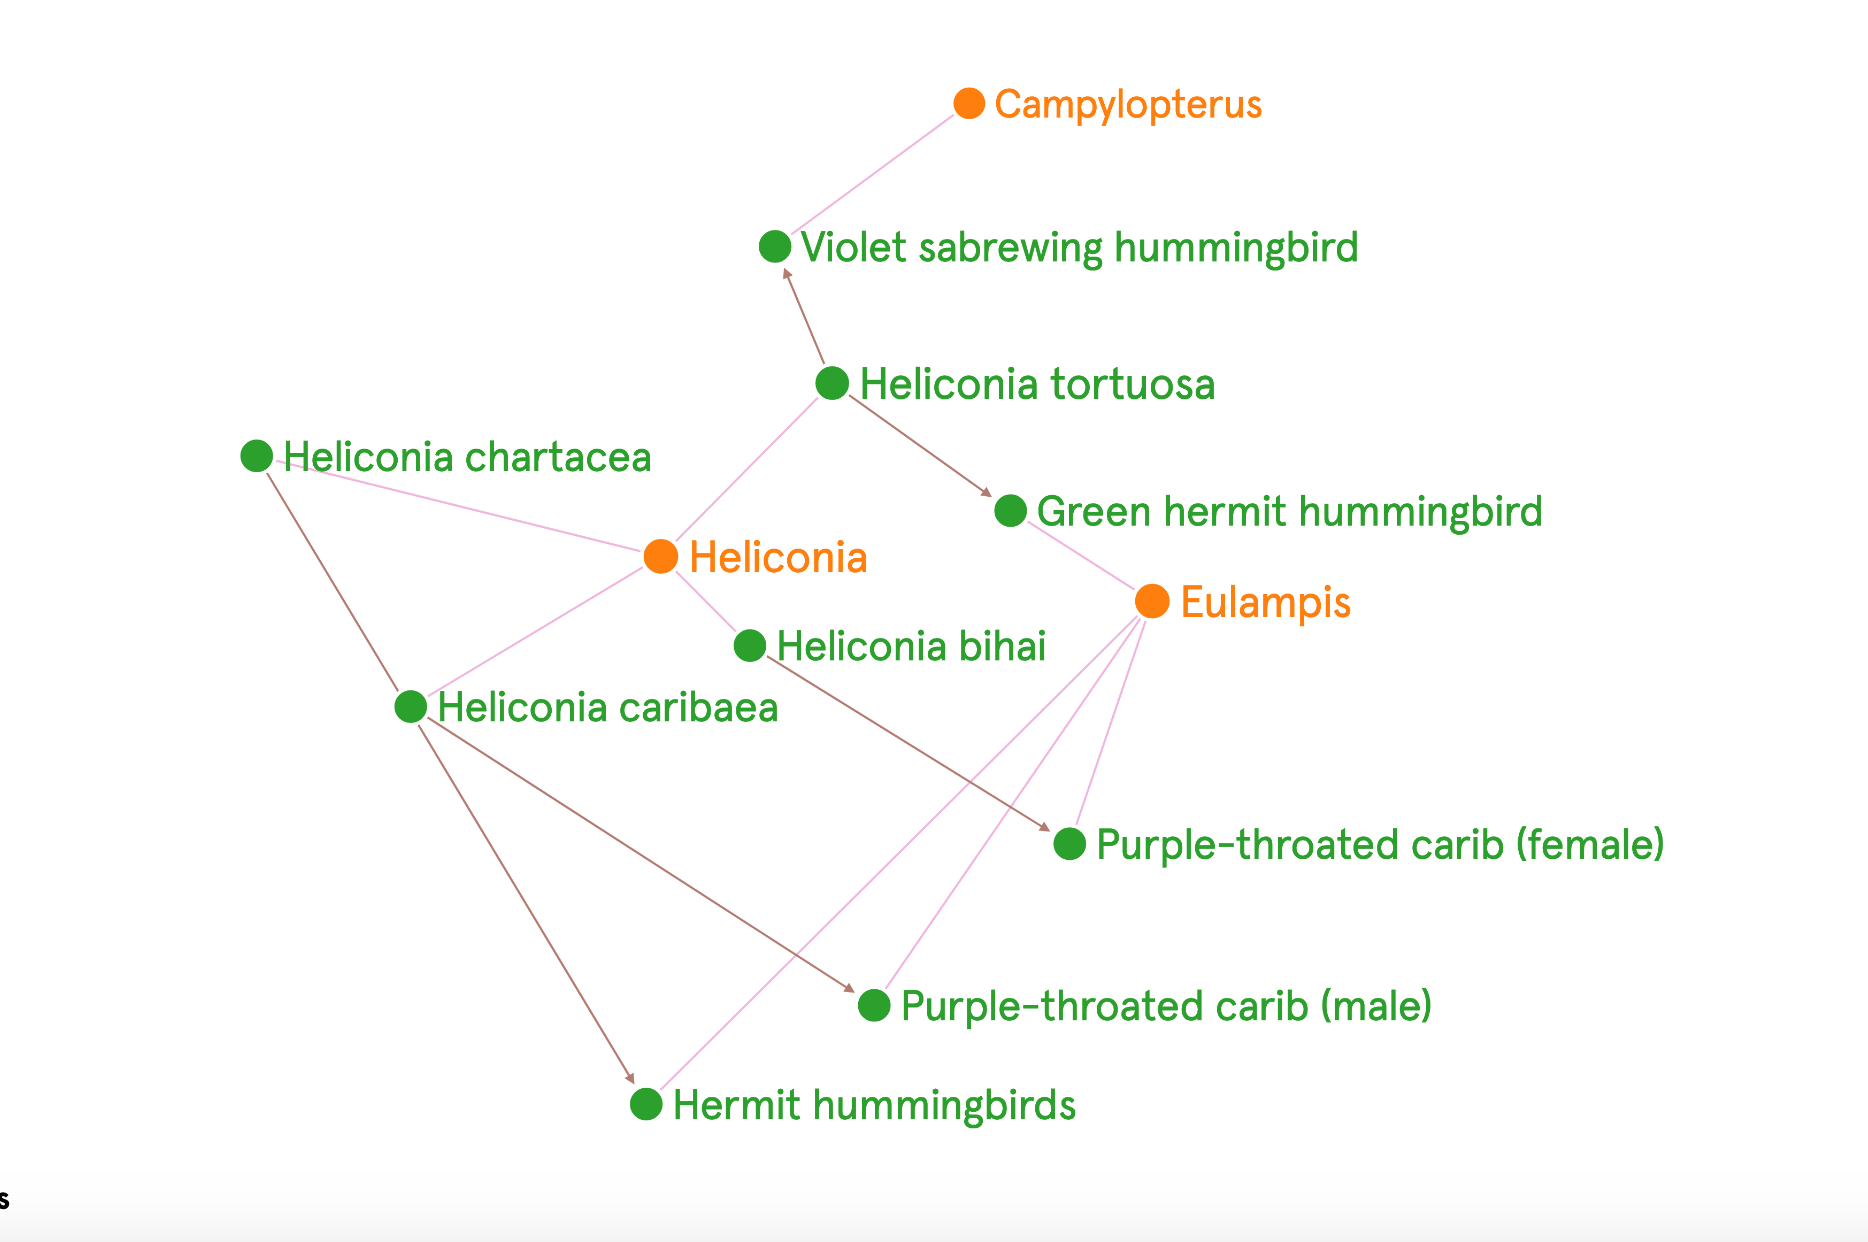 Campylopterus
Violet sabrewing hummingbird
Heliconia tortuosa
Heliconia chartacea
Green hermit hummingbird
Heliconia
Eulampis
Heliconia bihai
Heliconia caribaea
Purple-throated carib (female)
Purple-throated carib (male)
Hermit hummingbirds
s